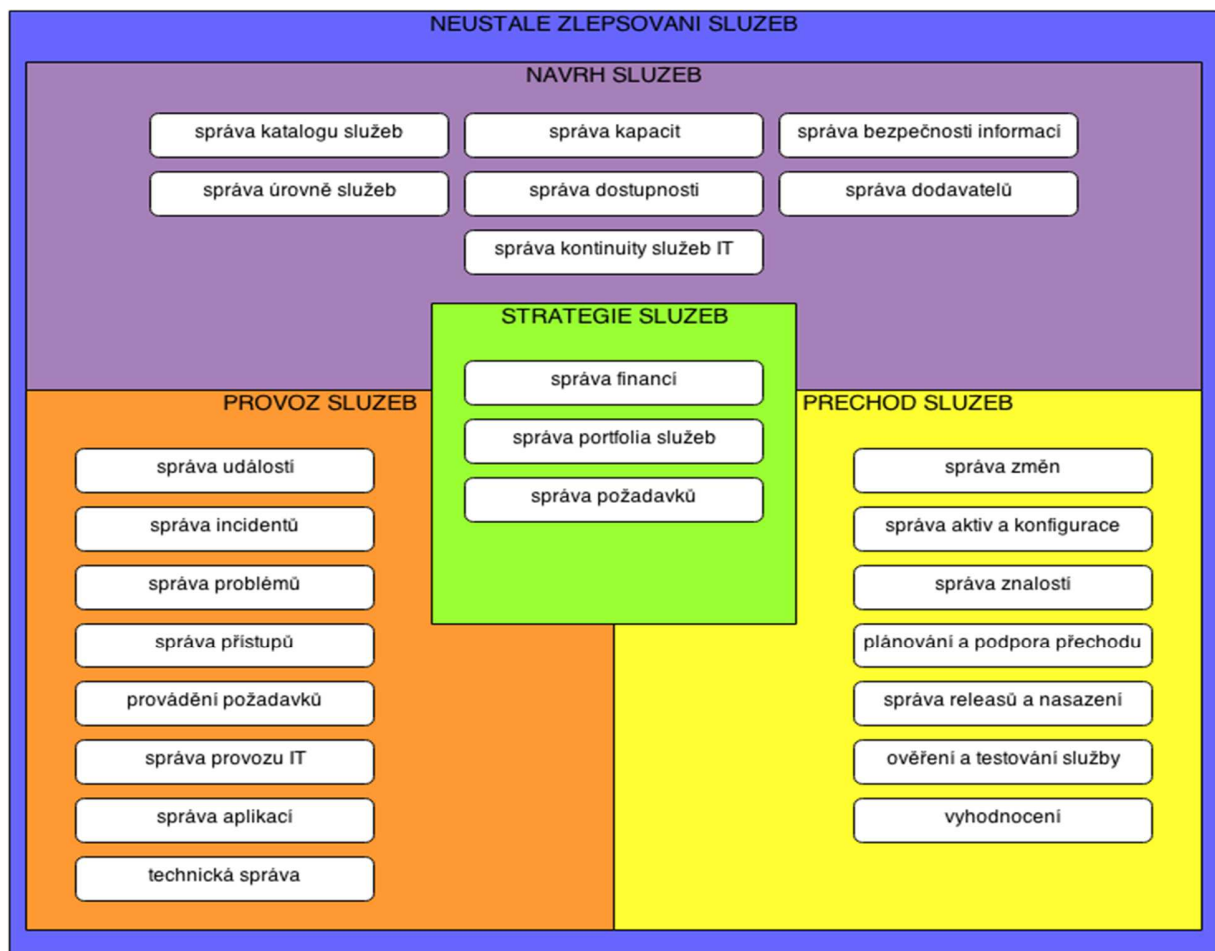 NEUSTALE ZLEPSOVANI SLUZEB
NAVRH SLUZEB
správa katalogu služeb
správa kapacit
správa bezpečnosti informací
správa úrovně služeb
správa dostupnosti
správa dodavatelů
správa kontinuity služeb IT
STRATEGIE SLUZEB
správa financí
správa portfolia služeb
správa požadavků
PROVOZ SLUZEB
správa událostí
správa incidentů
správa problémů
správa přístupů
provádění požadavků
správa provozu IT
správa aplikací
technická správa
PRECHOD SLUZEB
správa změn
správa aktiv a konfigurace
správa znalostí
plánování a podpora přechodu
správa releasů a nasazení
ověření a testování služby
vyhodnocení